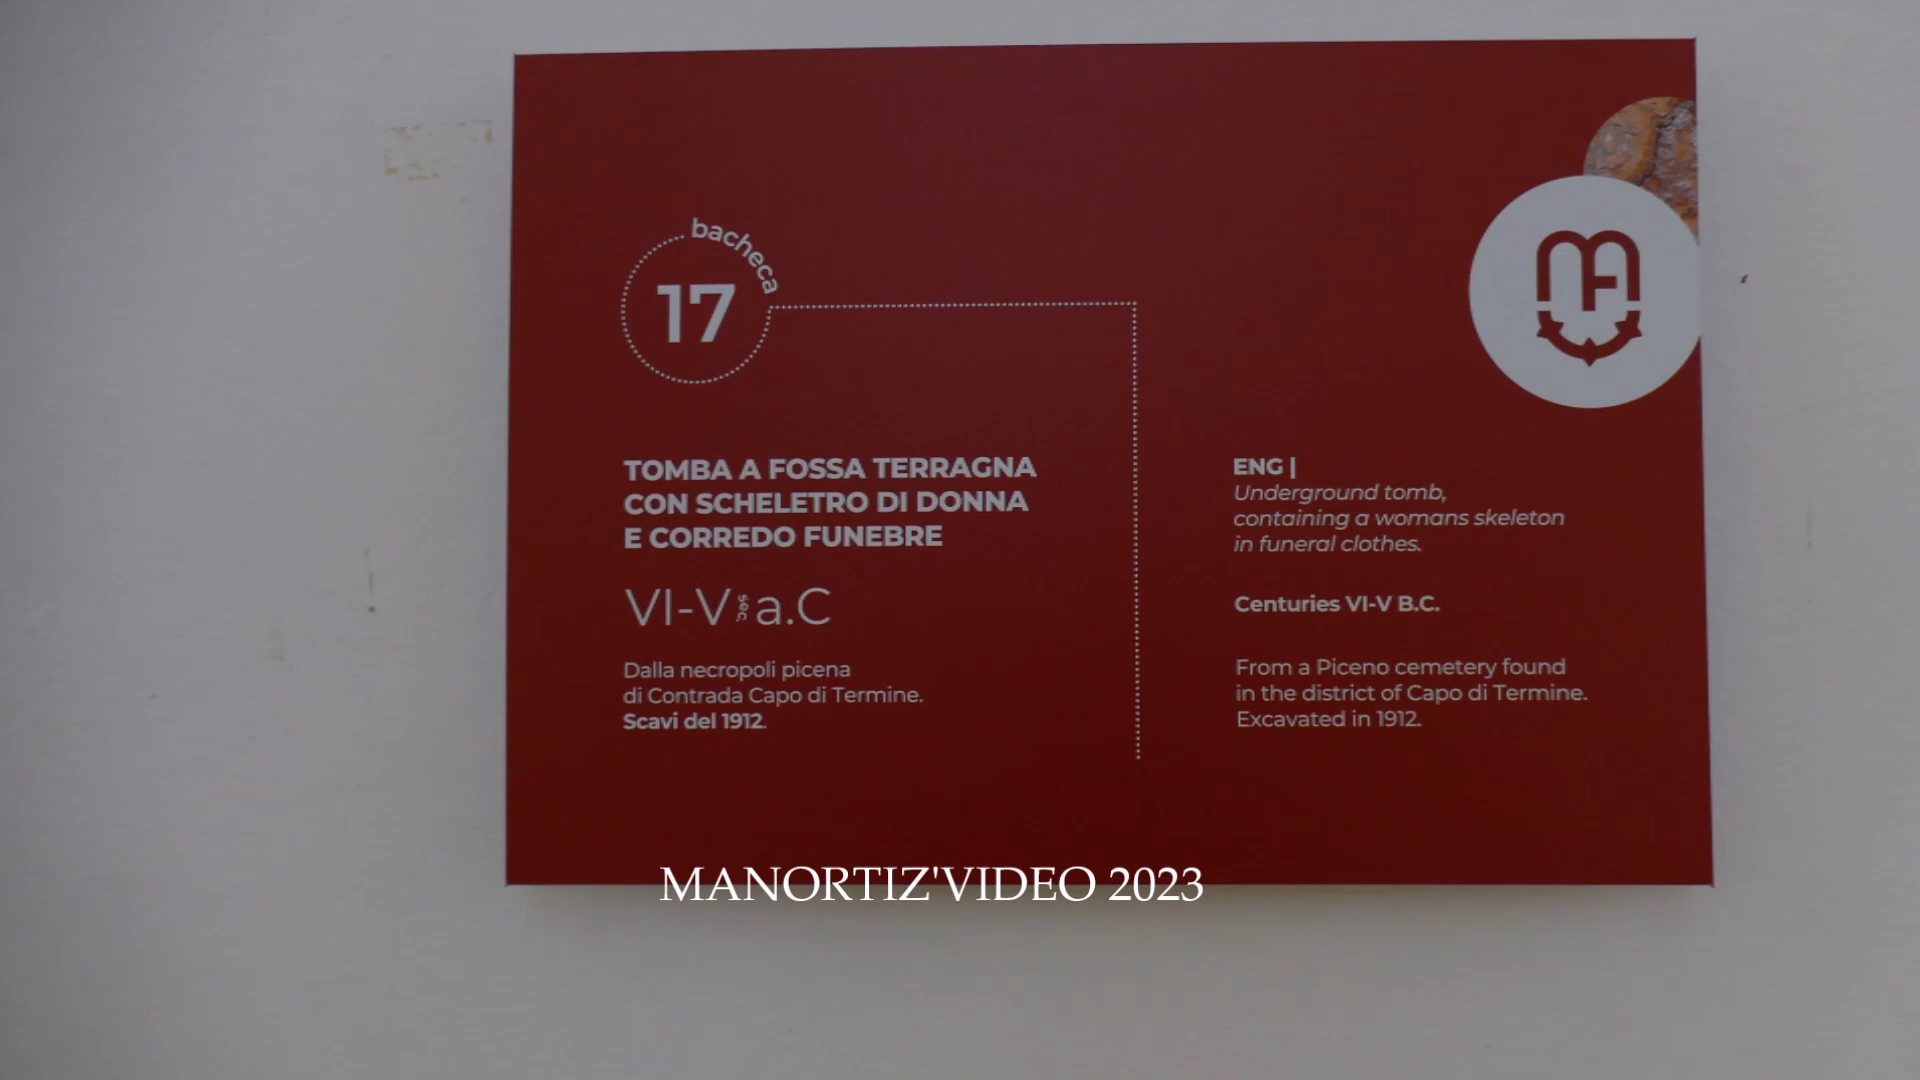 bacheca
17
TOMBA A FOSSA TERRAGNA
CON SCHELETRO DI DONNA
E CORREDO FUNEBRE
VI-V sec. a.C
Dalla necropoli picena
di Contrada Capo di Termine.
Scavi del 1912.
ENG |
Underground tomb,
containing a womans skeleton
in funeral clothes.
Centuries VI-V B.C.
From a Piceno cemetery found
in the district of Capo di Termine.
Excavated in 1912.
MANORTIZ'VIDEO 2023